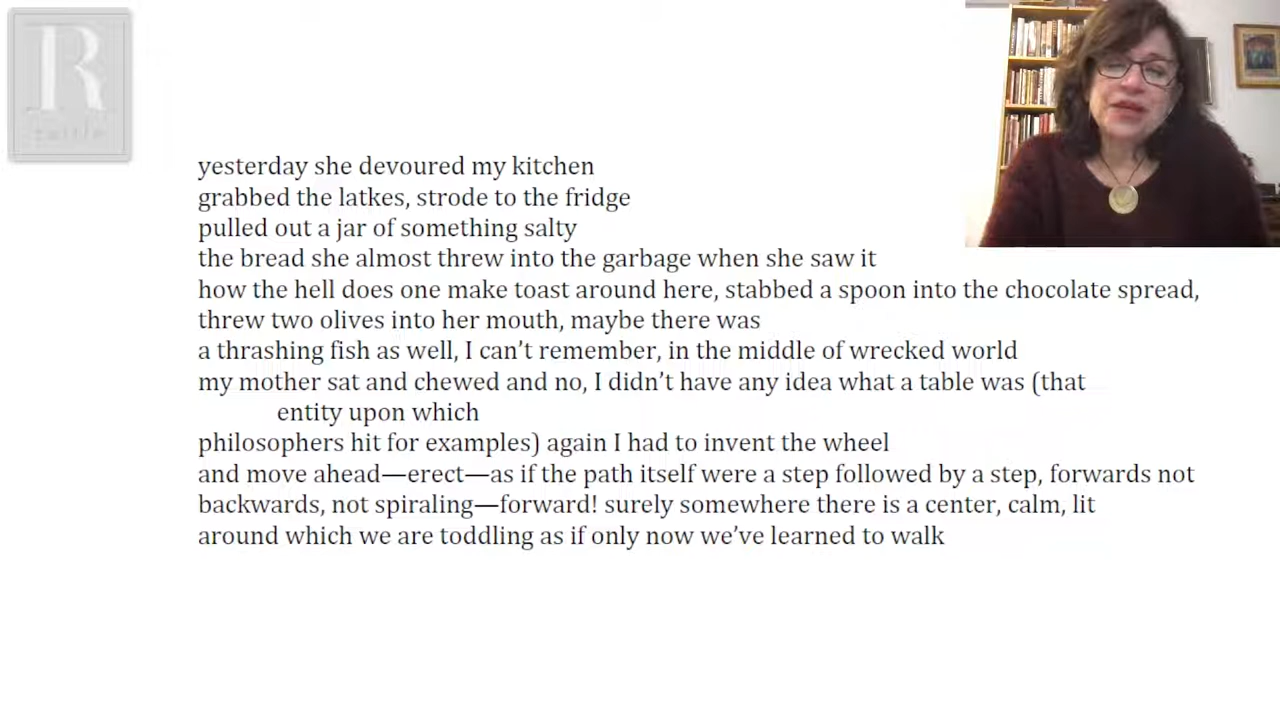 R
rattle
yesterday she devoured my kitchen
grabbed the latkes, strode to the fridge
pulled out a jar of something salty
the bread she almost threw into the garbage when she saw it
how the hell does one make toast around here, stabbed a spoon into the chocolate spread,
threw two olives into her mouth, maybe there was
a thrashing fish as well, I can’t remember, in the middle of wrecked world
my mother sat and chewed and no, I didn’t have any idea what a table was (that
entity upon which
philosophers hit for examples) again I had to invent the wheel
and move ahead—erect—as if the path itself were a step followed by a step, forwards not
backwards, not spiraling—forward! surely somewhere there is a center, calm, lit
around which we are toddling as if only now we’ve learned to walk